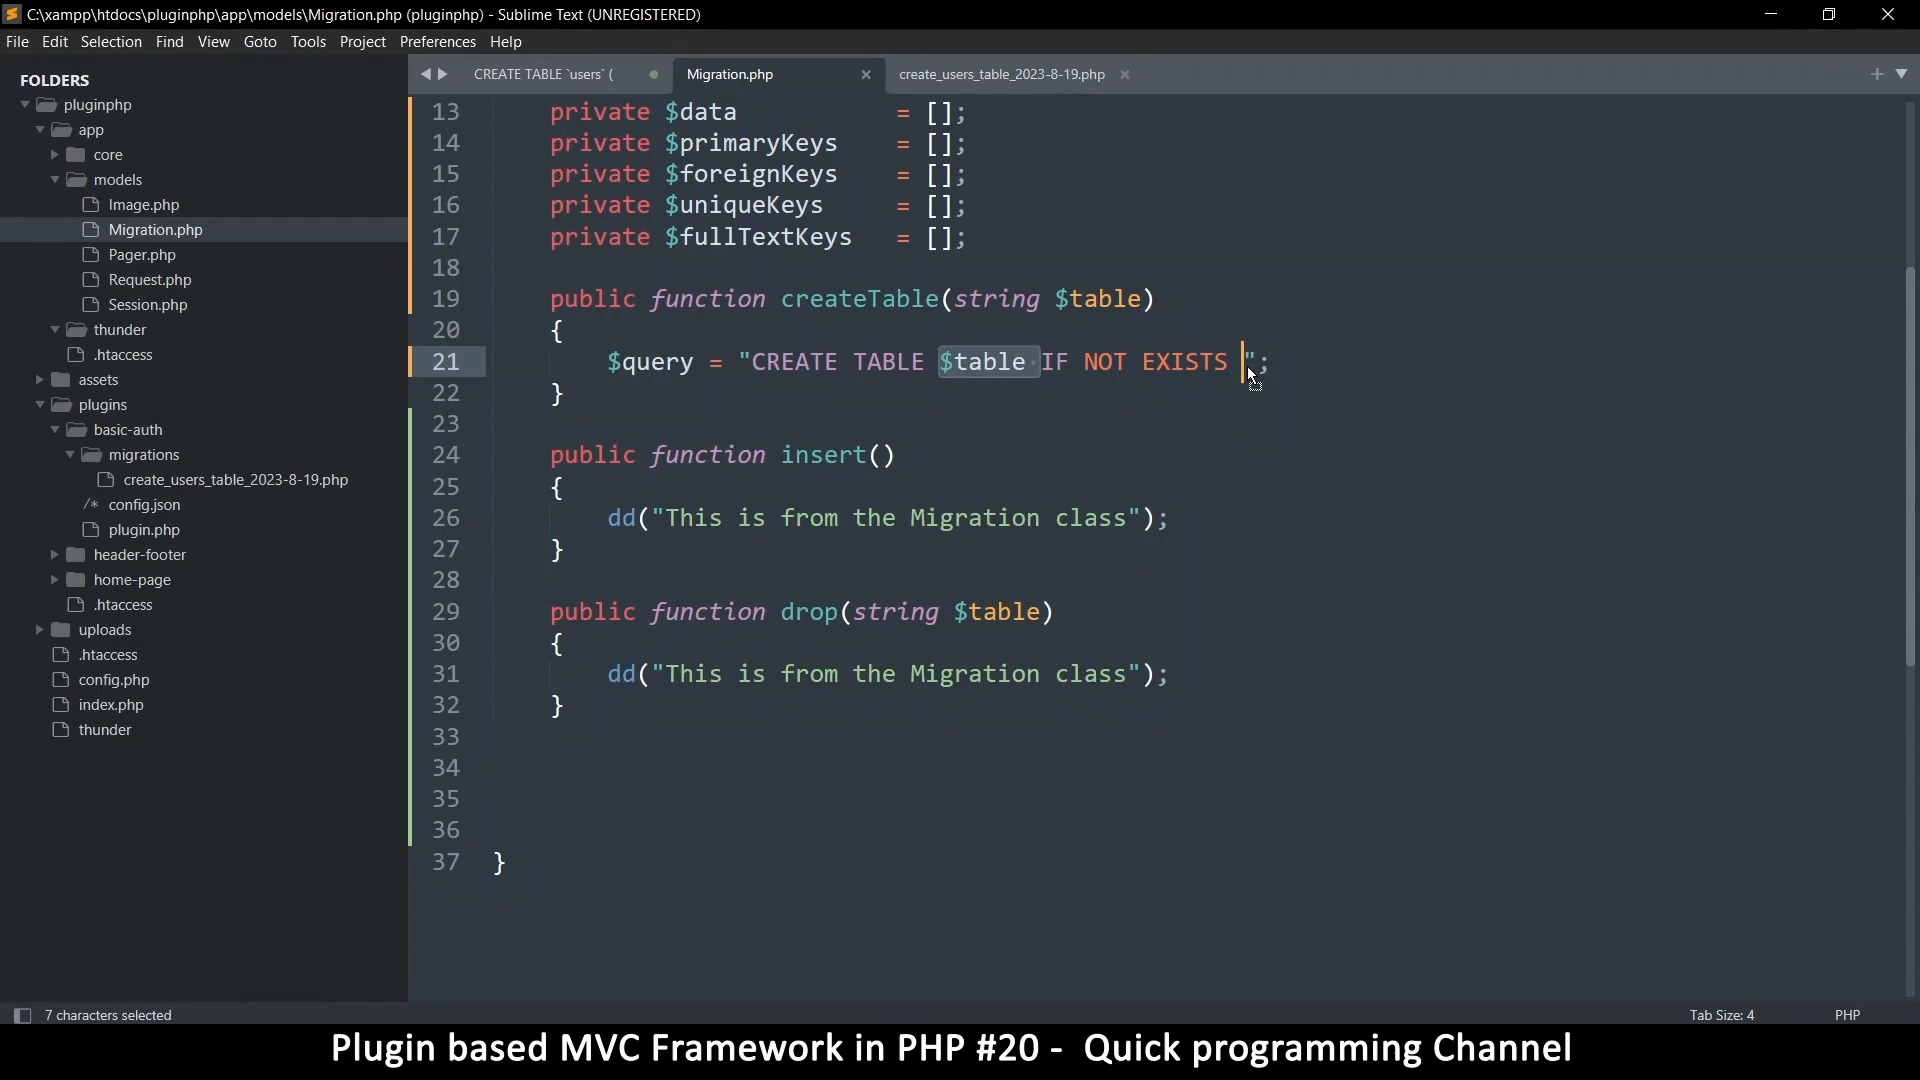 C:\xampp\htdocs\pluginphp\app\models\Migration.php (pluginphp) - Sublime Text (UNREGISTERED)
File Edit Selection Find View Goto Tools Project Preferences Help
FOLDERS
pluginphp
app
core
models
Image.php
Migration.php
Pager.php
Request.php
Session.php
thunder
.htaccess
assets
plugins
basic-auth
migrations
create_users_table_2023-8-19.php
/* config.json
plugin.php
header-footer
home-page
.htaccess
uploads
.htaccess
config.php
index.php
thunder
CREATE TABLE `users` ( Migration.php create_users_table_2023-8-19.php
13 private $data = [];
14 private $primaryKeys = [];
15 private $foreignKeys = [];
16 private $uniqueKeys = [];
17 private $fullTextKeys = [];
18
19 public function createTable(string $table)
20 {
21 $query = "CREATE TABLE $table IF NOT EXISTS ";
22 }
23
24 public function insert()
25 {
26 dd("This is from the Migration class");
27 }
28
29 public function drop(string $table)
30 {
31 dd("This is from the Migration class");
32 }
33
34
35
36
37 }
7 characters selected Tab Size: 4 PHP
Plugin based MVC Framework in PHP #20 - Quick programming Channel